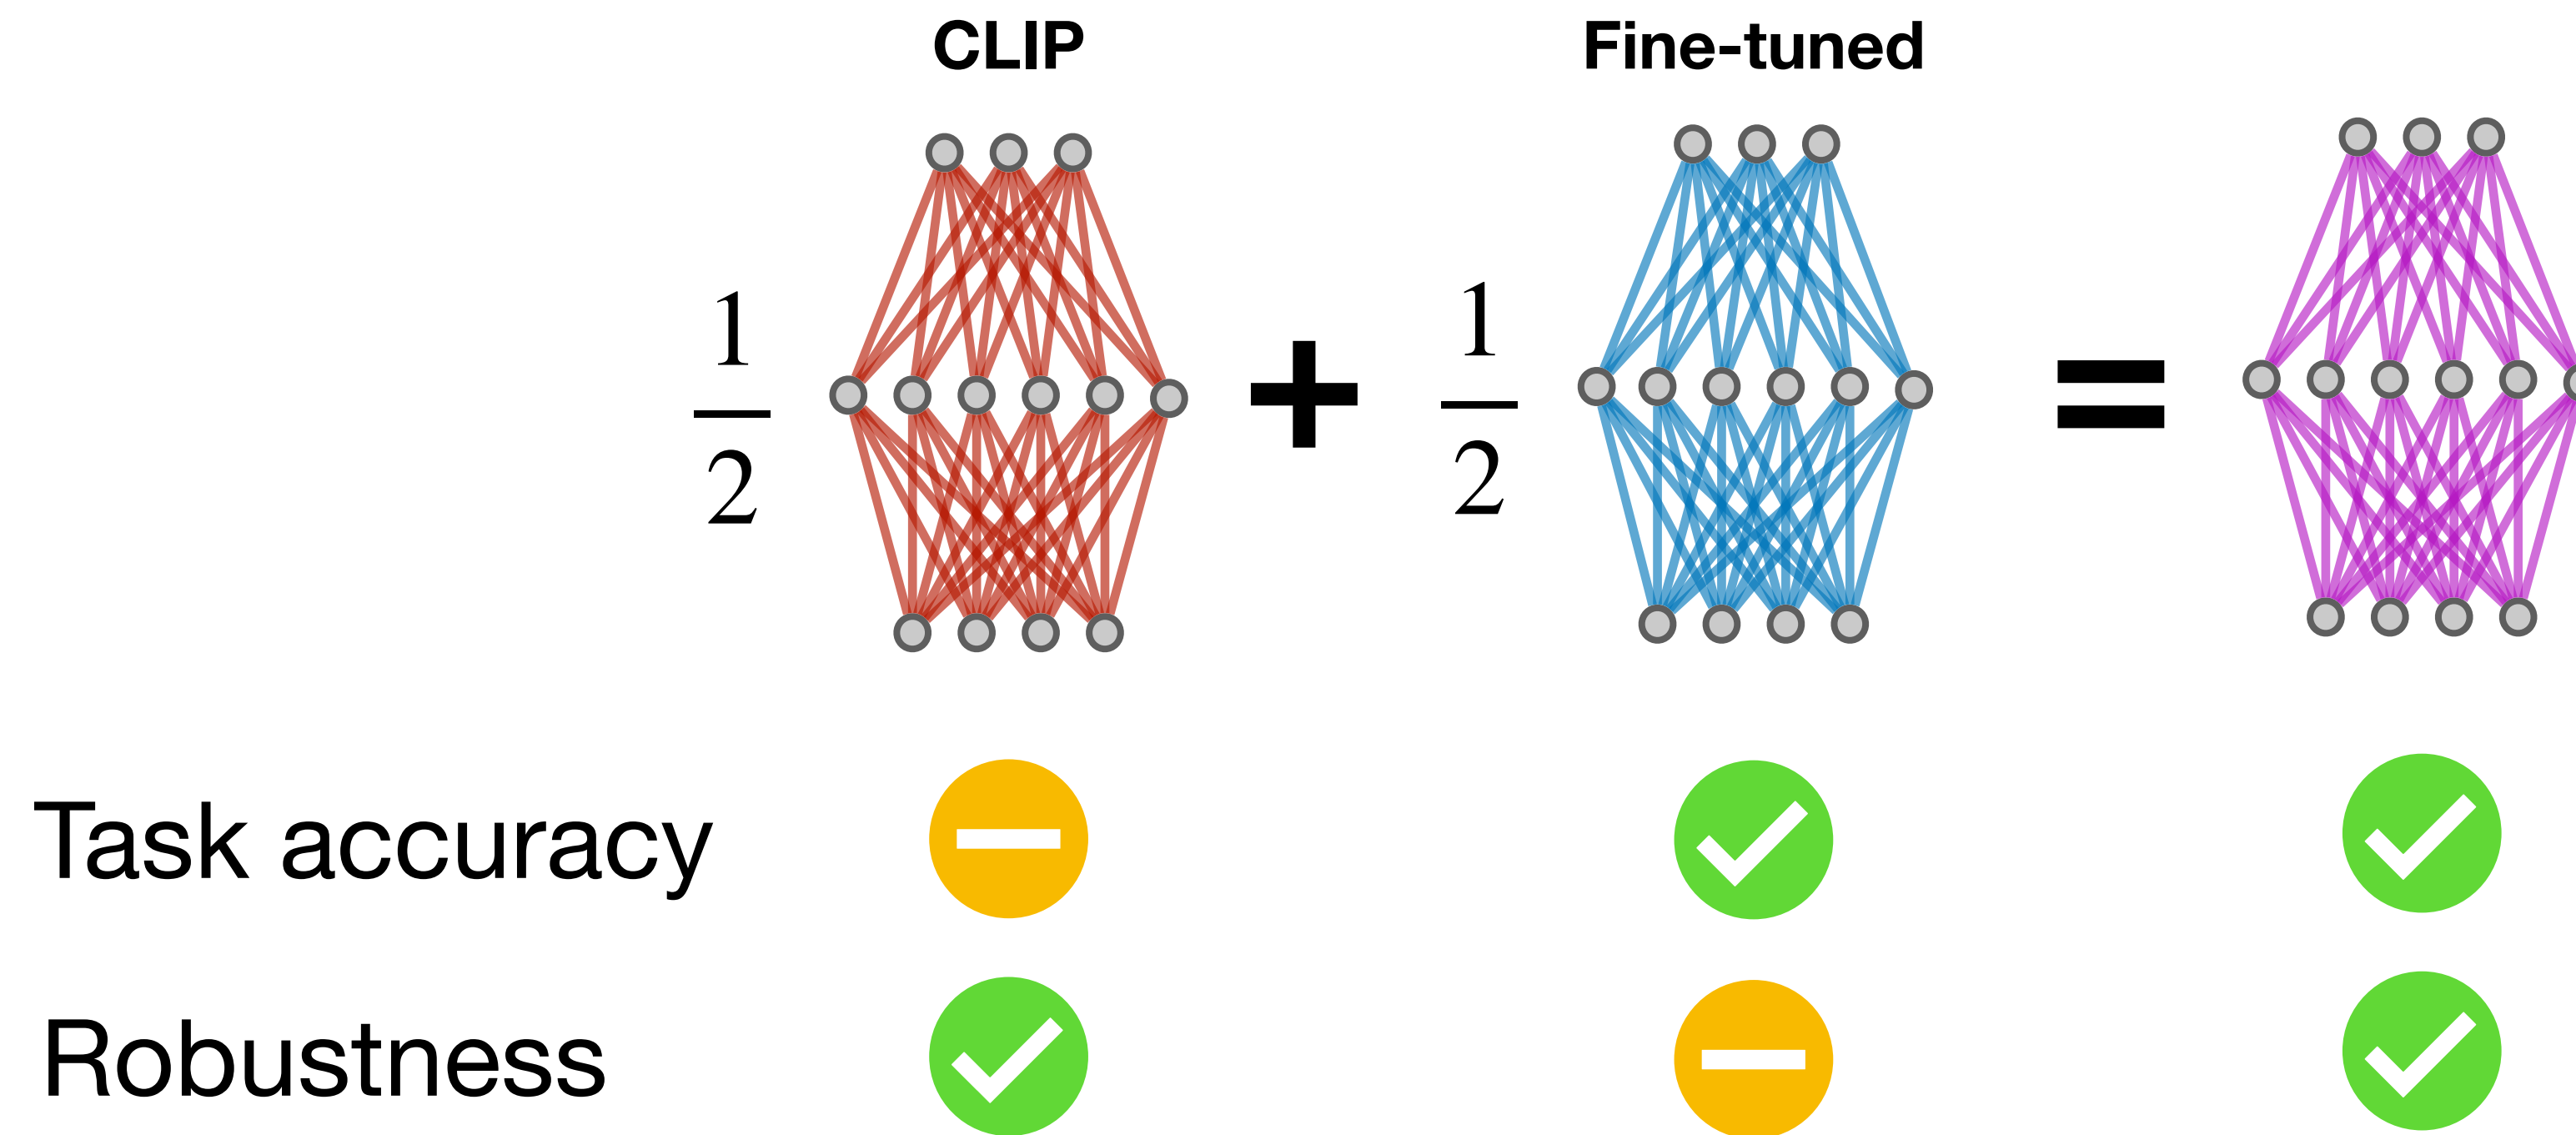 CLIP
Fine-tuned
1
2
+
1
2
=
Task accuracy
Robustness